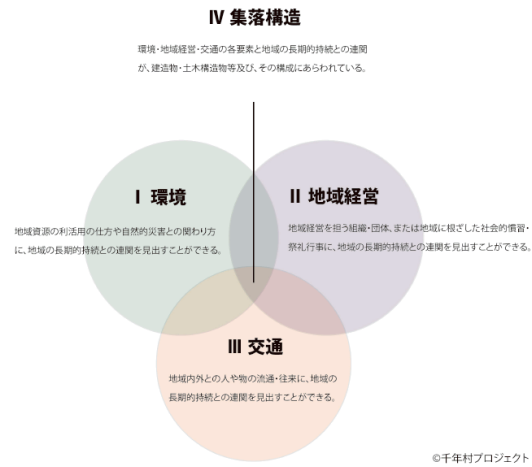 Ⅳ 集落構造
環境・地域経営・交通の各要素と地域の長期的持続との連関
が、建造物・土木構造物等及び、その構成にあらわれている。
Ⅰ 環境
地域資源の利活用の仕方や自然的災害との関わり方
に、地域の長期的持続との連関を見出すことができる。
Ⅱ 地域経営
地域経営を担う組織・団体、または地域に根ざした社会的慣習・
祭礼行事に、地域の長期的持続との連関を見出すことができる。
Ⅲ 交通
地域内外との人や物の流通・往来に、地域の
長期的持続との連関を見出すことができる。
©千年村プロジェクト